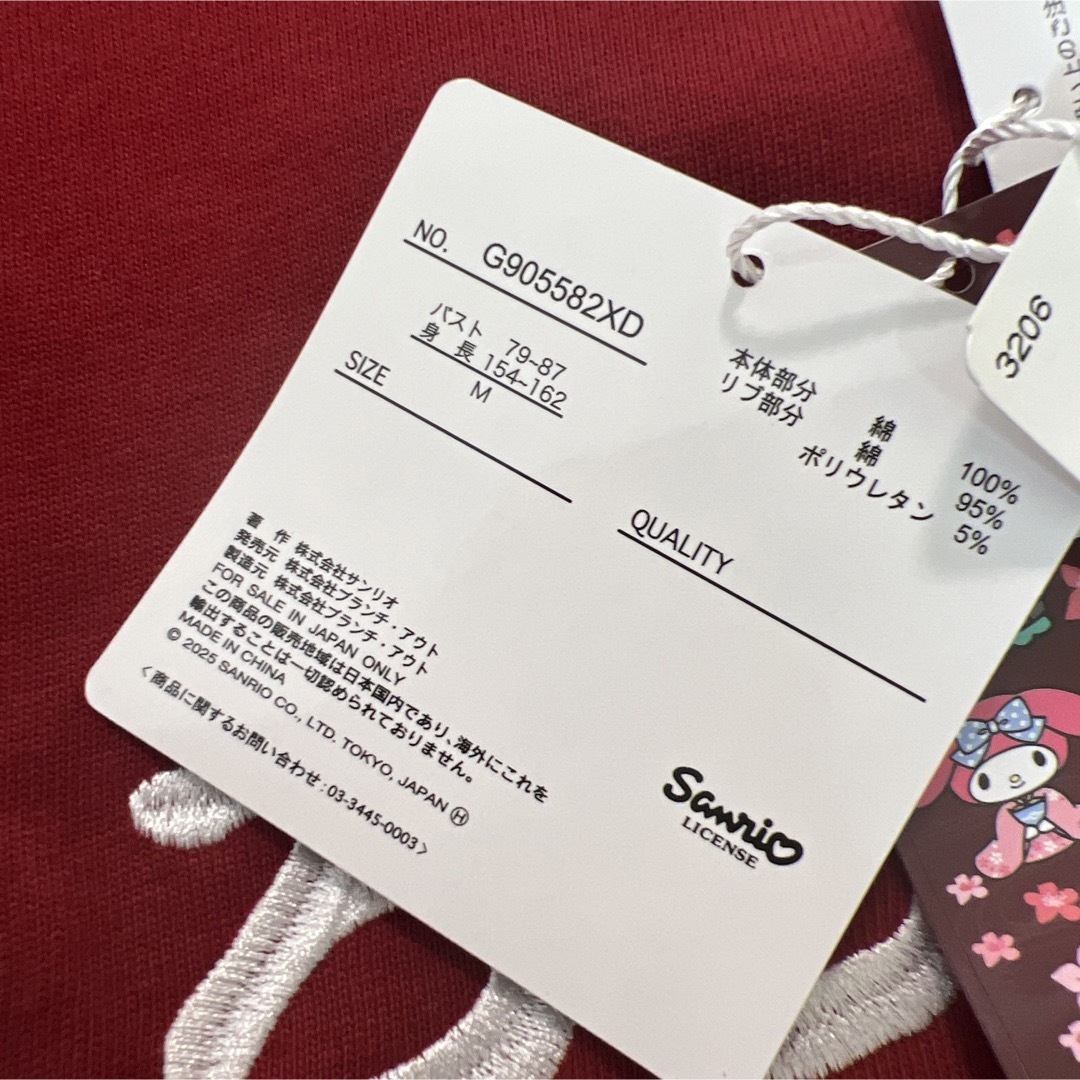 NO. G905582XD
バスト 79~87
身 長 154~162
SIZE M
本体部分 綿 100%
リブ部分 綿 95%
ポリウレタン 5%
QUALITY
著 作 株式会社サンリオ
発売元 株式会社ブランチ・アウト
製造元 株式会社ブランチ・アウト
FOR SALE IN JAPAN ONLY
この商品の販売地域は日本国内であり、海外にこれを
輸出することは一切認められておりません。
MADE IN CHINA
© 2025 SANRIO CO., LTD. TOKYO, JAPAN Ⓗ
〈商品に関するお問い合わせ：03-3445-0003〉
Sanrio
LICENSE
3206
上のご注